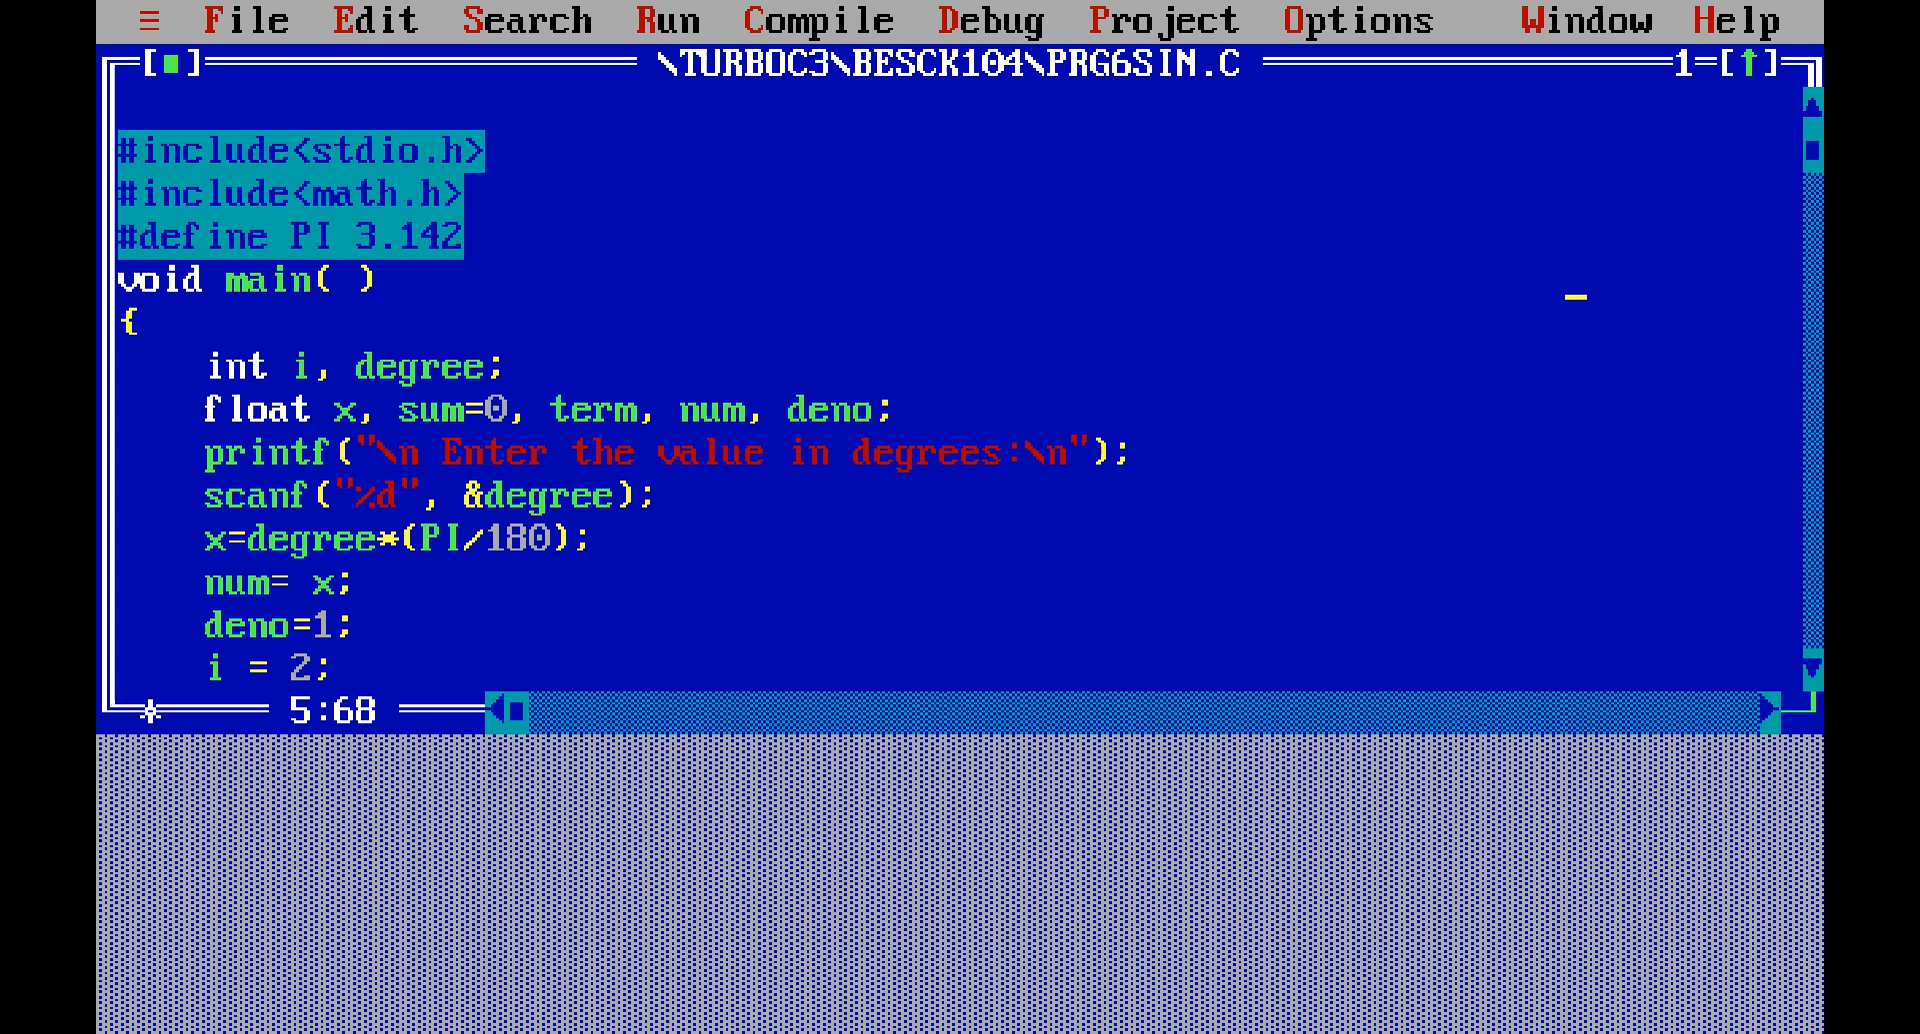 ≡ File Edit Search Run Compile Debug Project Options Window Help
[■] \TURBOC3\BESCK104\PRG6SIN.C 1=[↑]
#include<stdio.h>
#include<math.h>
#define PI 3.142
void main( )
{
int i, degree;
float x, sum=0, term, num, deno;
printf("\n Enter the value in degrees:\n");
scanf("%d", &degree);
x=degree*(PI/180);
num= x;
deno=1;
i = 2;
* 5:68